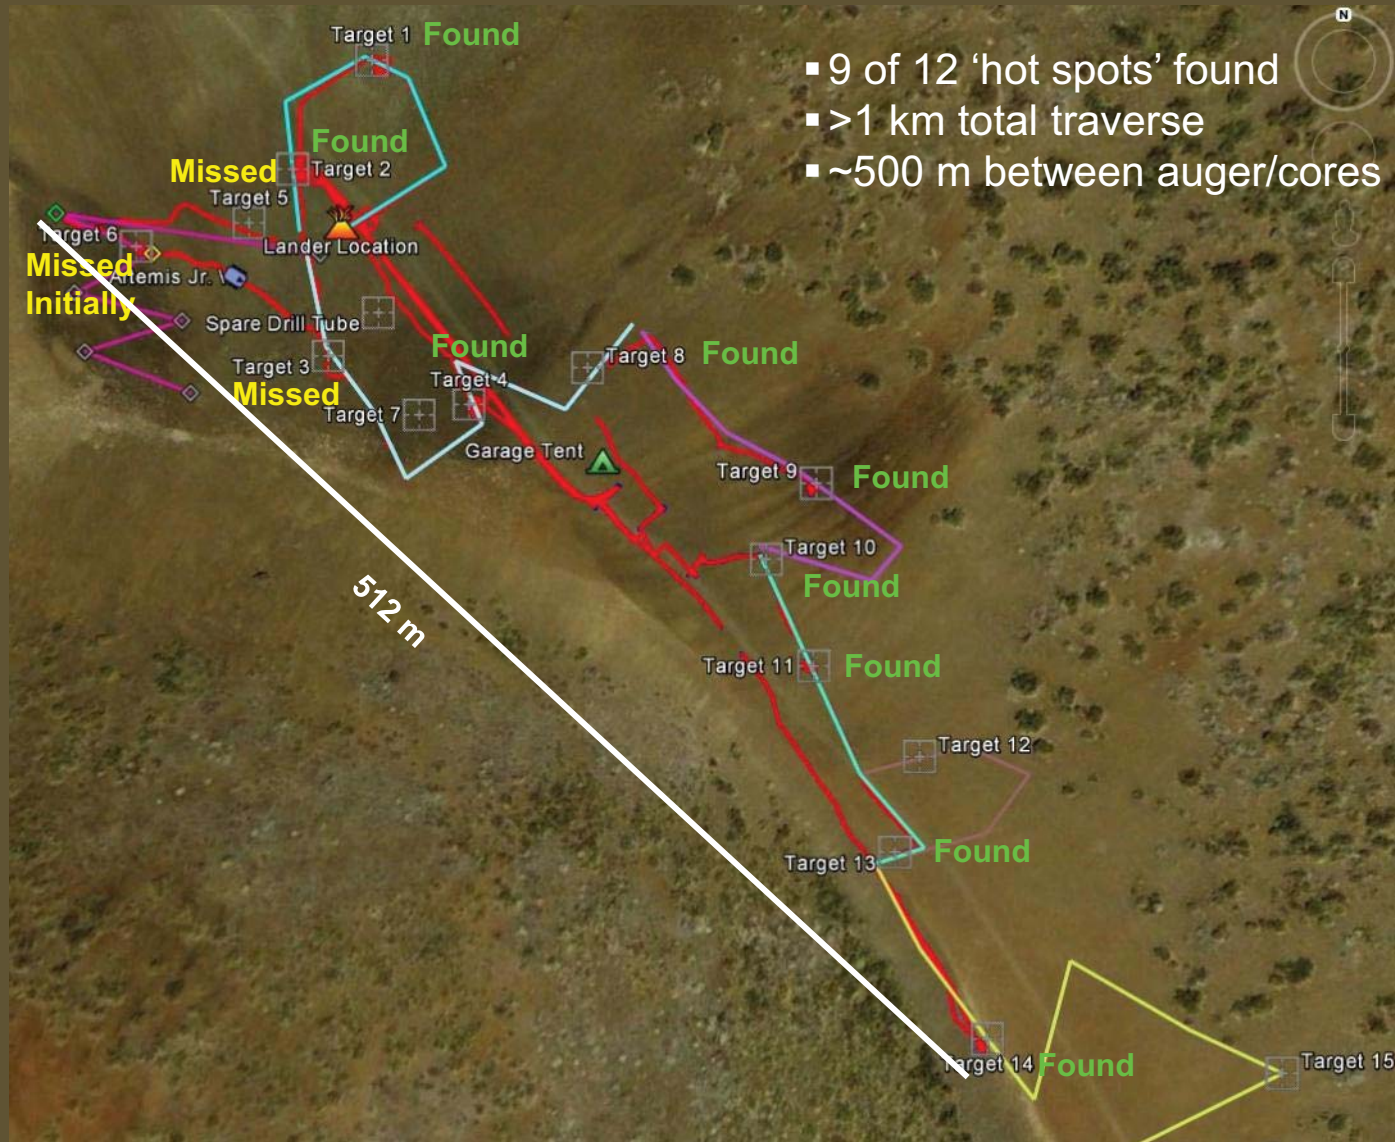 Target 1 Found
▪ 9 of 12 ‘hot spots’ found
▪ >1 km total traverse
▪ ~500 m between auger/cores
N
Found
Missed
Target 2
Target 5
Target 6
Lander Location
Missed
Initially
Artemis Jr.
Spare Drill Tube
Found
Target 3
Target 8 Found
Target 4
Missed
Target 7
Garage Tent
Target 9 Found
Target 10
Found
512 m
Target 11 Found
Target 12
Target 13 Found
Target 14 Found
Target 15